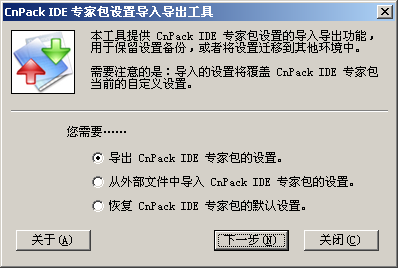 CnPack IDE 专家包设置导入导出工具
本工具提供 CnPack IDE 专家包设置的导入导出功能，
用于保留设置备份，或者将设置迁移到其他环境中。
需要注意的是：导入的设置将覆盖 CnPack IDE 专家包
当前的自定义设置。
您需要……
导出 CnPack IDE 专家包的设置。
从外部文件中导入 CnPack IDE 专家包的设置。
恢复 CnPack IDE 专家包的默认设置。
关于(A) 下一步(N) 关闭(C)